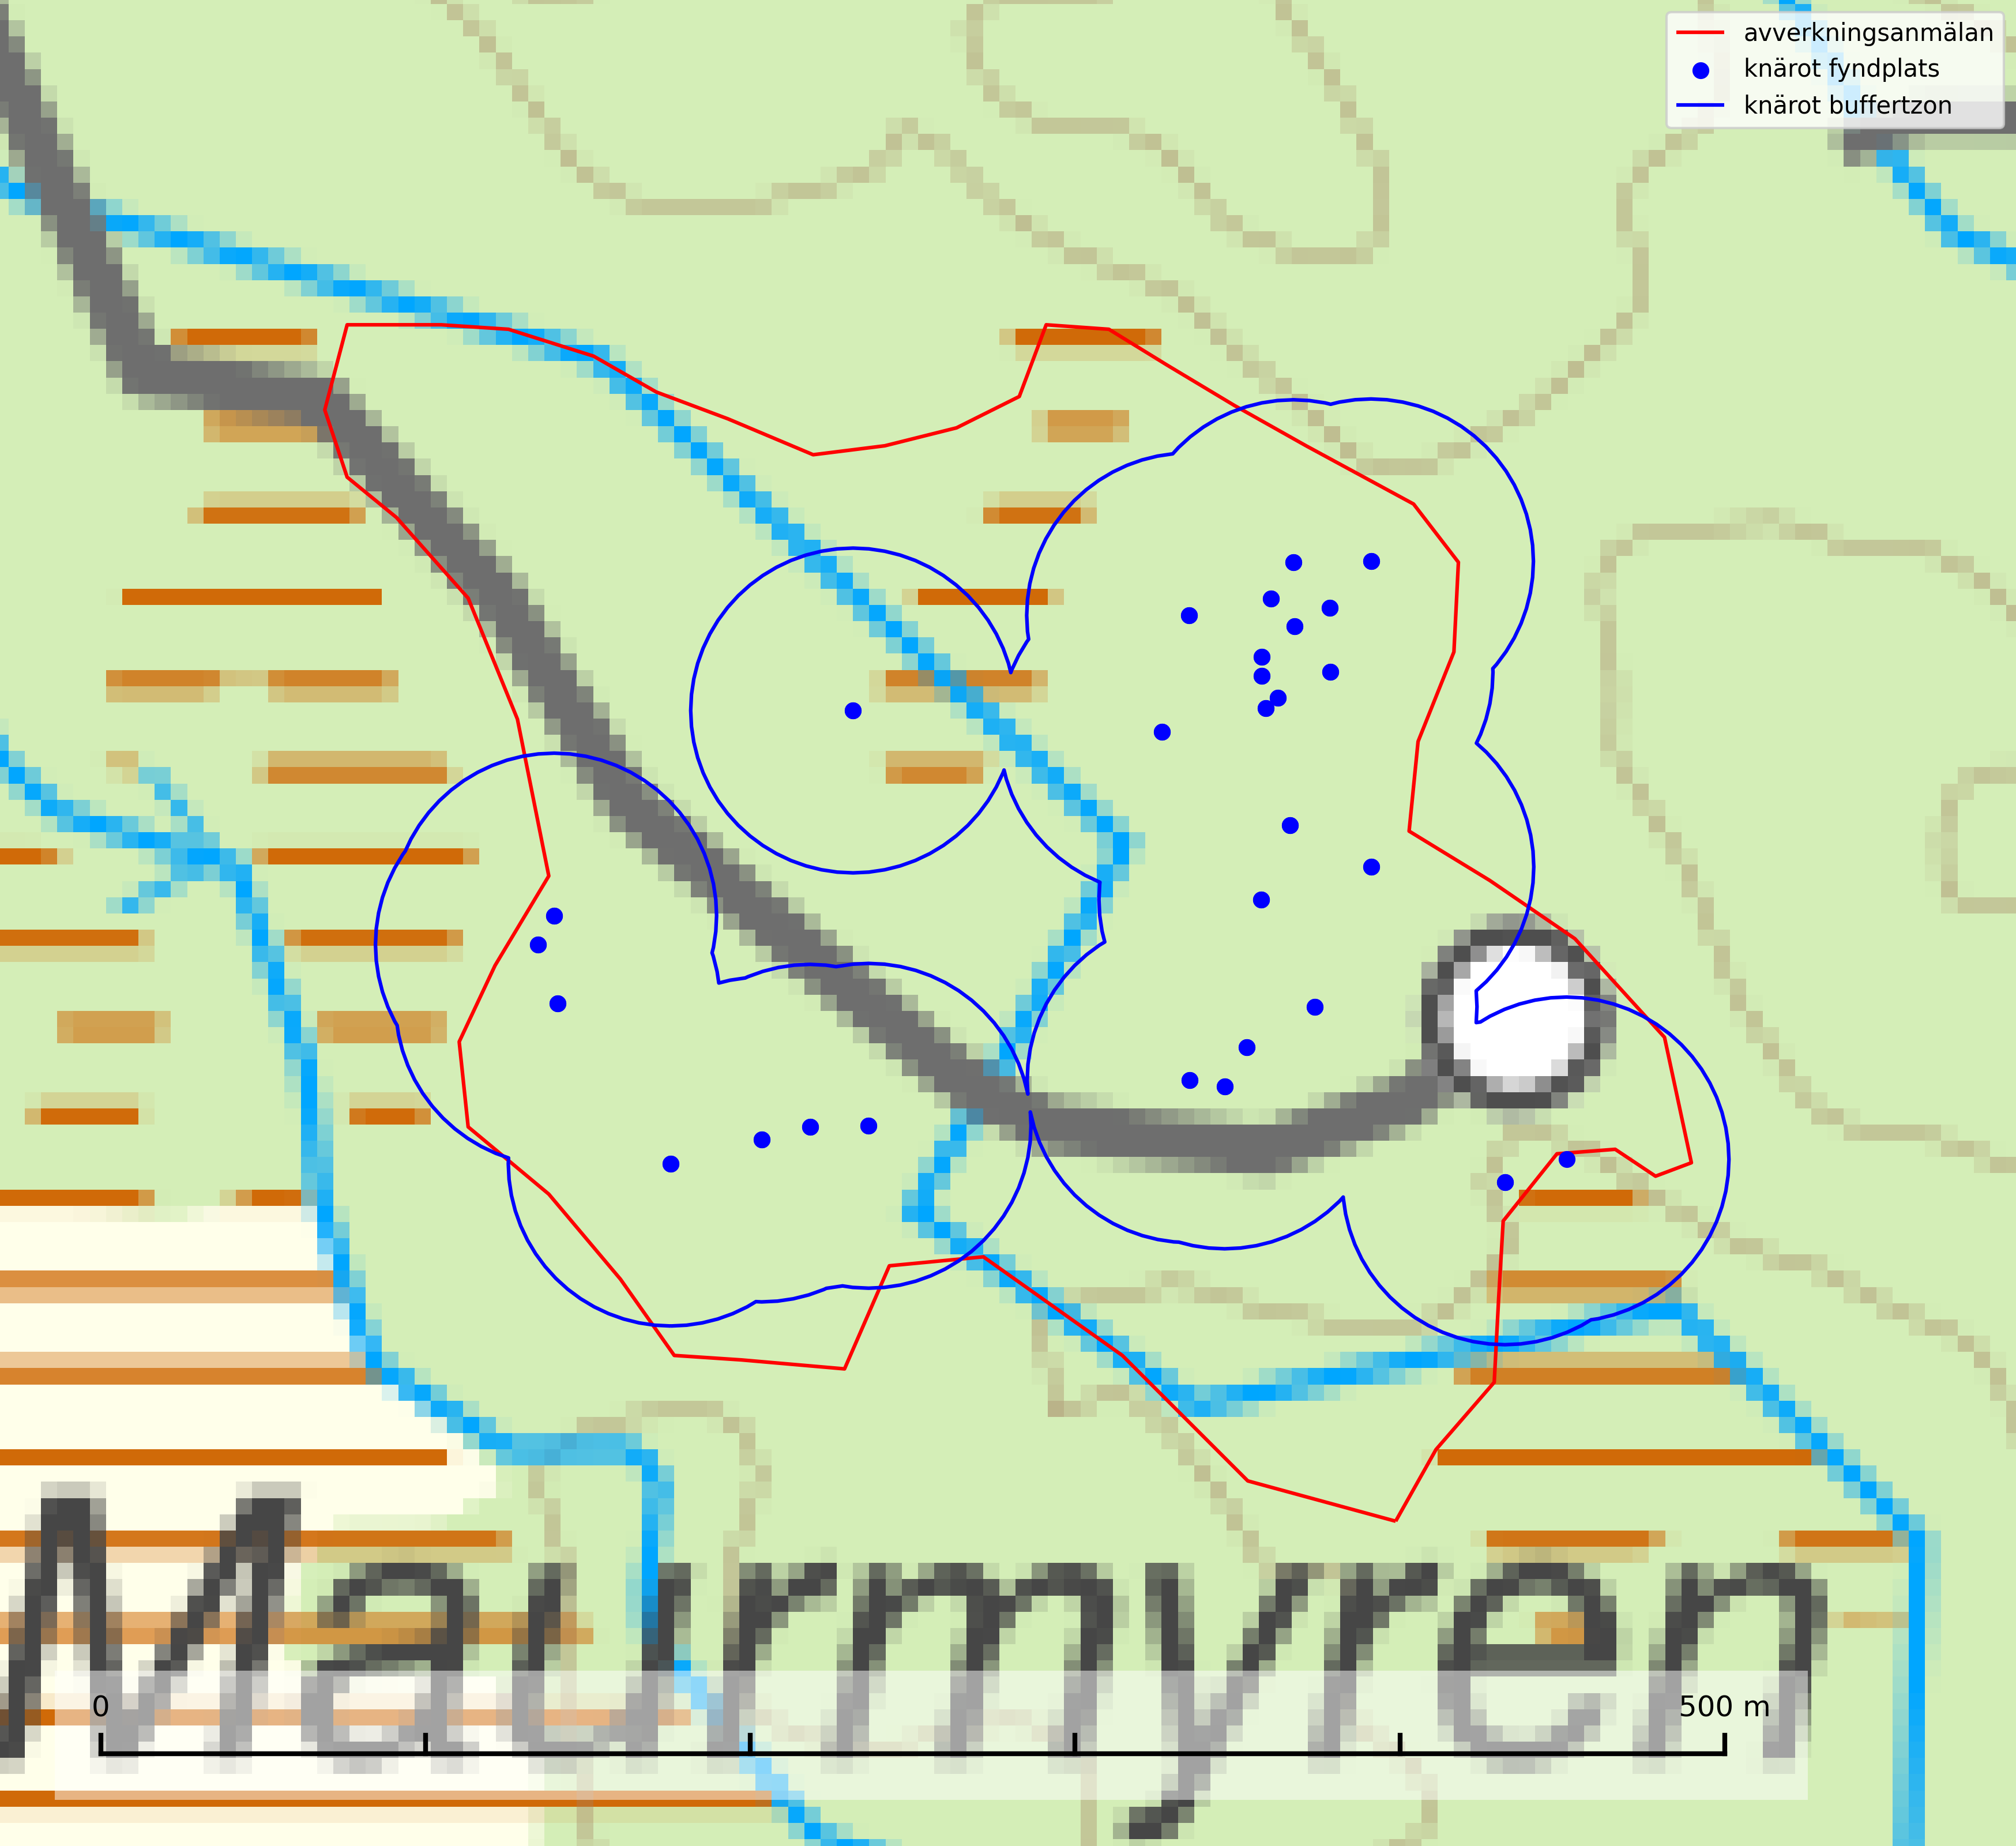 avverkningsanmälan
knärot fyndplats
knärot buffertzon
Maurmyren
0 500 m